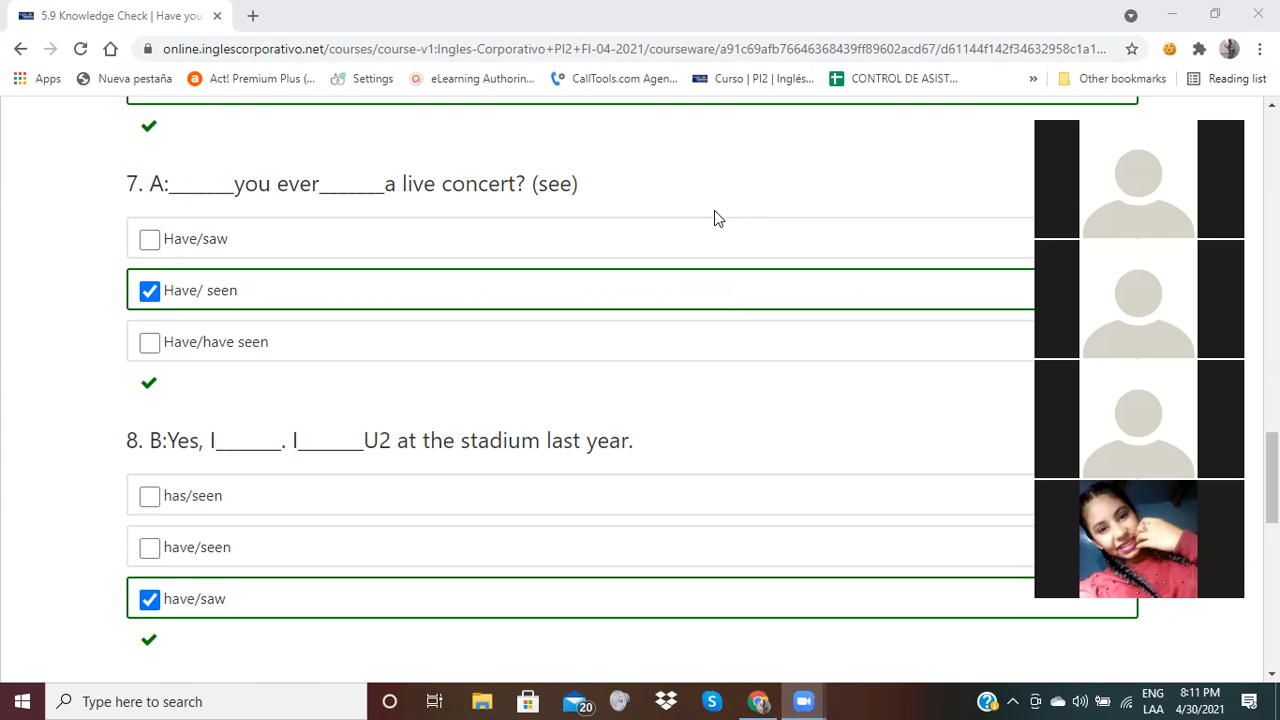 5.9 Knowledge Check | Have you
online.inglescorporativo.net/courses/course-v1:Ingles-Corporativo+PI2+FI-04-2021/courseware/a91c69afb76646368439ff89602acd67/d61144f142f34632958c1a1...
Apps Nueva pestaña Act! Premium Plus (... Settings eLearning Authorin... CallTools.com Agen... Curso | PI2 | Inglés... CONTROL DE ASIST... » Other bookmarks Reading list
7. A:_______you ever_______a live concert? (see)
Have/saw
Have/ seen
Have/have seen
8. B:Yes, I_______. I_______U2 at the stadium last year.
has/seen
have/seen
have/saw
Type here to search
20
ENG 8:11 PM
LAA 4/30/2021